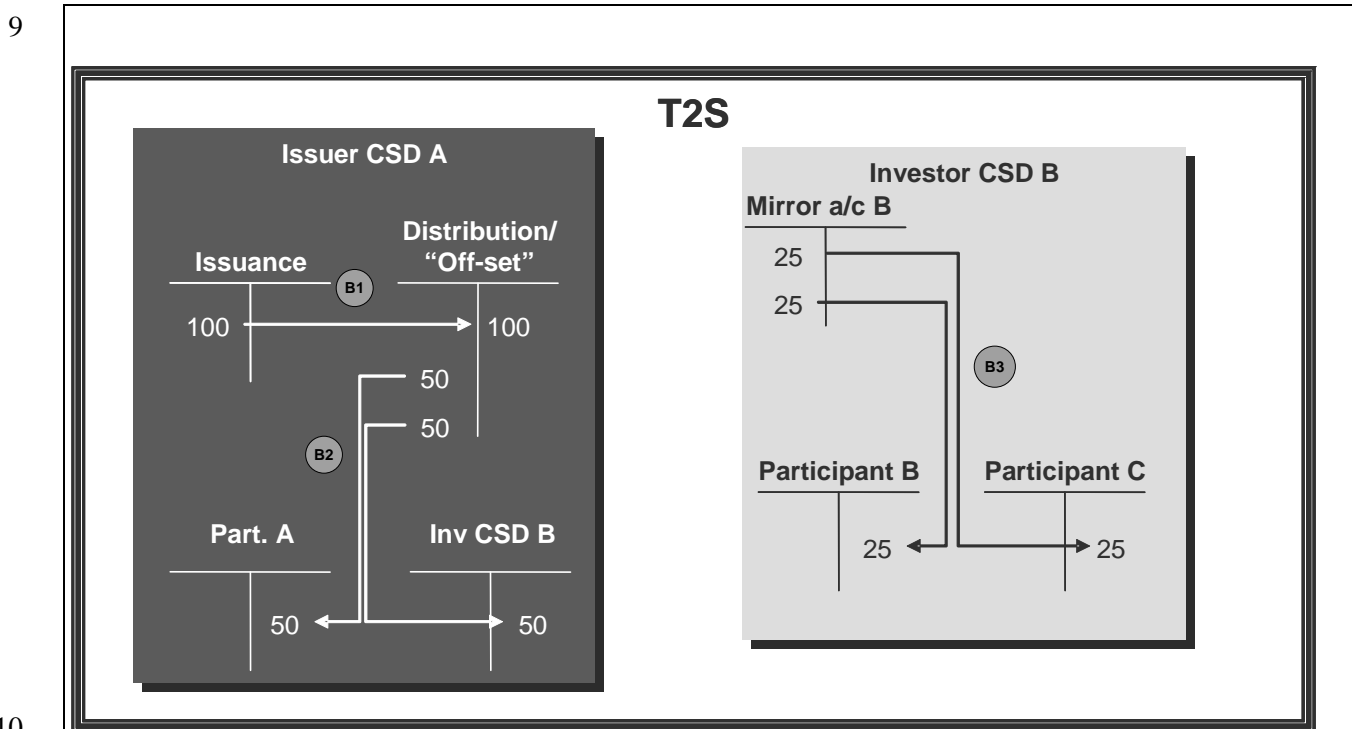 9
T2S
Issuer CSD A
Issuance
Distribution/
“Off-set”
B1
100
100
50
50
B2
Part. A
Inv CSD B
50
50
Investor CSD B
Mirror a/c B
25
25
B3
Participant B
Participant C
25
25
10